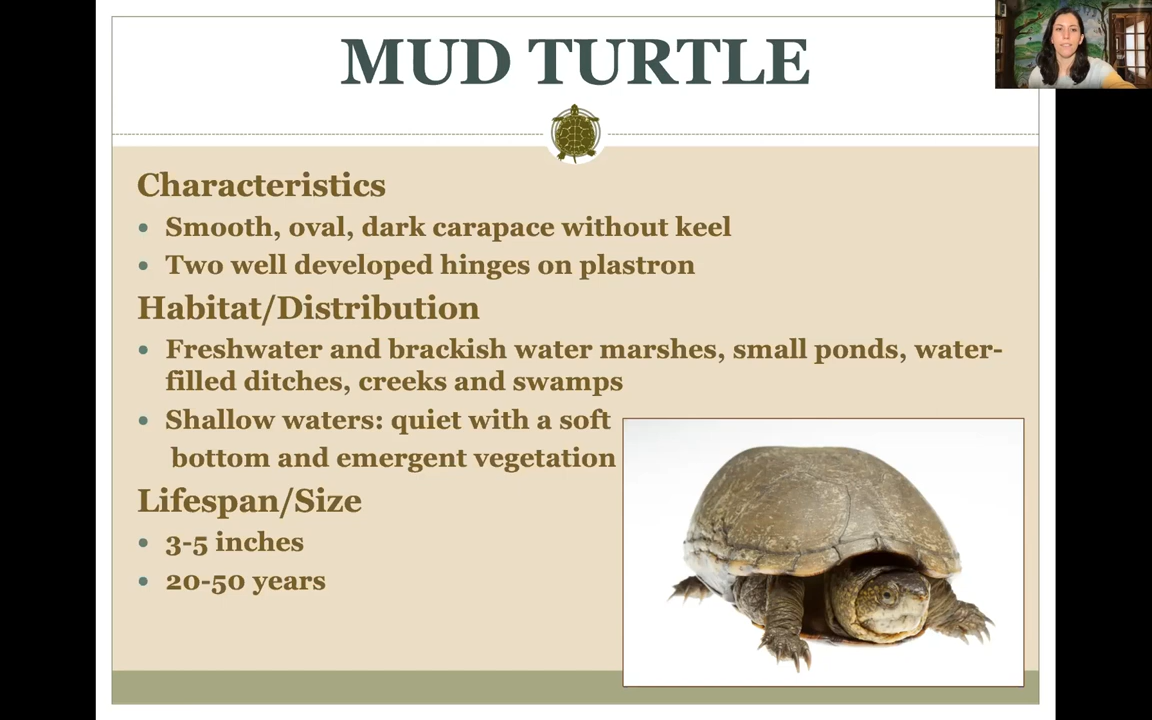 MUD TURTLE
Characteristics
• Smooth, oval, dark carapace without keel
• Two well developed hinges on plastron
Habitat/Distribution
• Freshwater and brackish water marshes, small ponds, water-
filled ditches, creeks and swamps
• Shallow waters: quiet with a soft
bottom and emergent vegetation
Lifespan/Size
• 3-5 inches
• 20-50 years